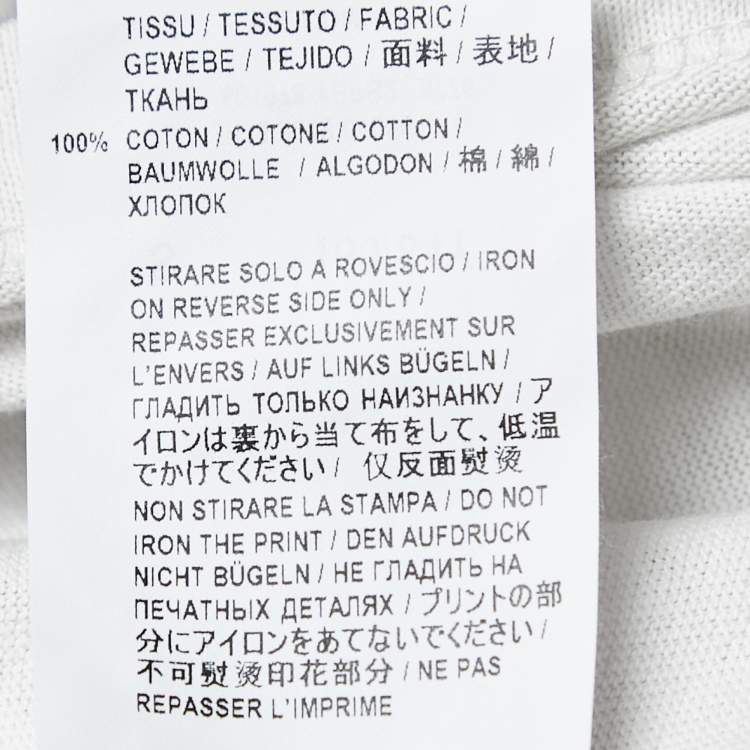 TISSU / TESSUTO / FABRIC /
GEWEBE / TEJIDO / 面料 / 表地 /
ТКАНЬ
100% COTON / COTONE / COTTON /
BAUMWOLLE / ALGODON / 棉 / 綿 /
ХЛОПОК
STIRARE SOLO A ROVESCIO / IRON
ON REVERSE SIDE ONLY /
REPASSER EXCLUSIVEMENT SUR
L'ENVERS / AUF LINKS BÜGELN /
ГЛАДИТЬ ТОЛЬКО НАИЗНАНКУ / ア
イロンは裏から当て布をして、低温
でかけてください / 仅反面熨烫
NON STIRARE LA STAMPA / DO NOT
IRON THE PRINT / DEN AUFDRUCK
NICHT BÜGELN / НЕ ГЛАДИТЬ НА
ПЕЧАТНЫХ ДЕТАЛЯХ / プリントの部
分にアイロンをあてないでください /
不可熨烫印花部分 / NE PAS
REPASSER L'IMPRIME